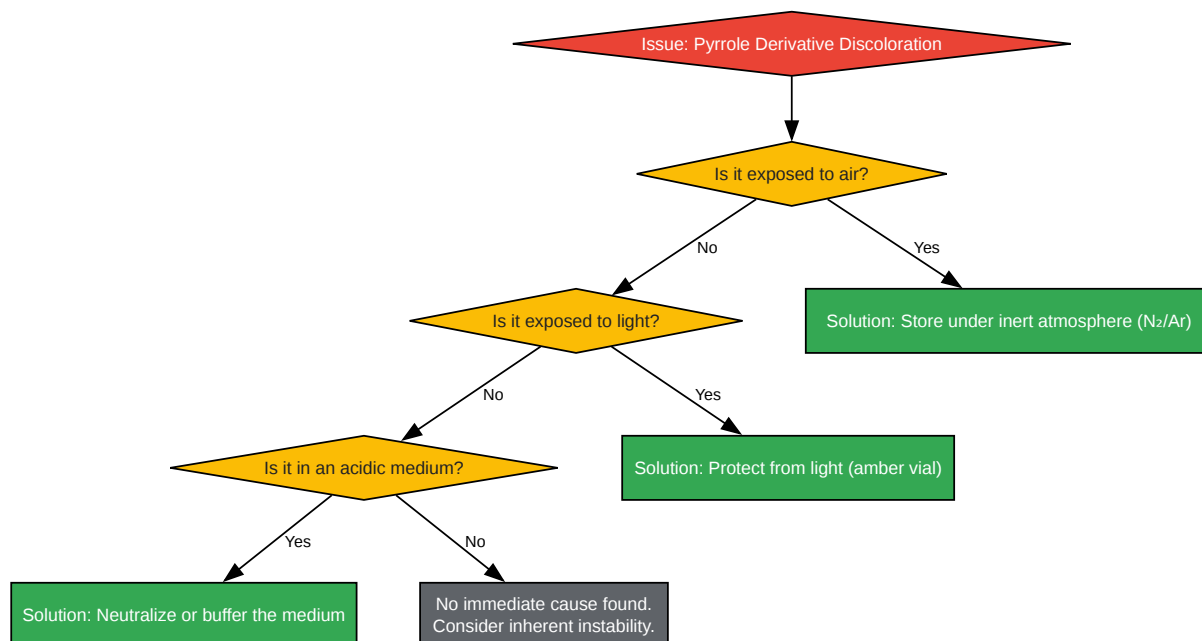 Issue: Pyrrole Derivative Discoloration
Is it exposed to air?
No
Yes
Is it exposed to light?
Solution: Store under inert atmosphere (N₂/Ar)
No
Yes
Is it in an acidic medium?
Solution: Protect from light (amber vial)
Yes
No
Solution: Neutralize or buffer the medium
No immediate cause found.
Consider inherent instability.